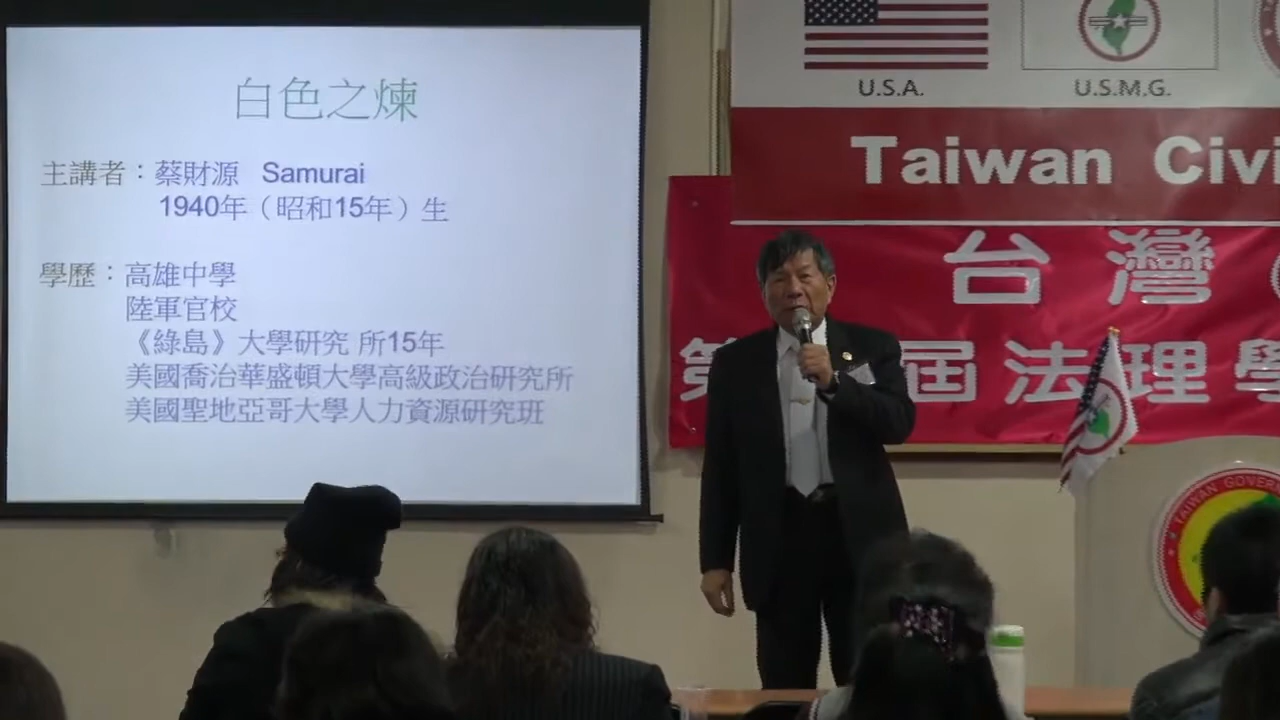 白色之煉
主講者：蔡財源 Samurai
1940年（昭和15年）生
學歷：高雄中學
陸軍官校
《綠島》大學研究 所15年
美國喬治華盛頓大學高級政治研究所
美國聖地亞哥大學人力資源研究班
U.S.A.
U.S.M.G.
Taiwan Civi
台灣
第 屆法理學
TAIWAN GOVER